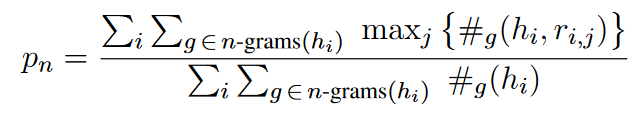 p_n = \frac{\sum_i \sum_{g \in n\text{-grams}(h_i)} \max_j \{ \#_g(h_i, r_{i,j}) \}}{\sum_i \sum_{g \in n\text{-grams}(h_i)} \#_g(h_i)}